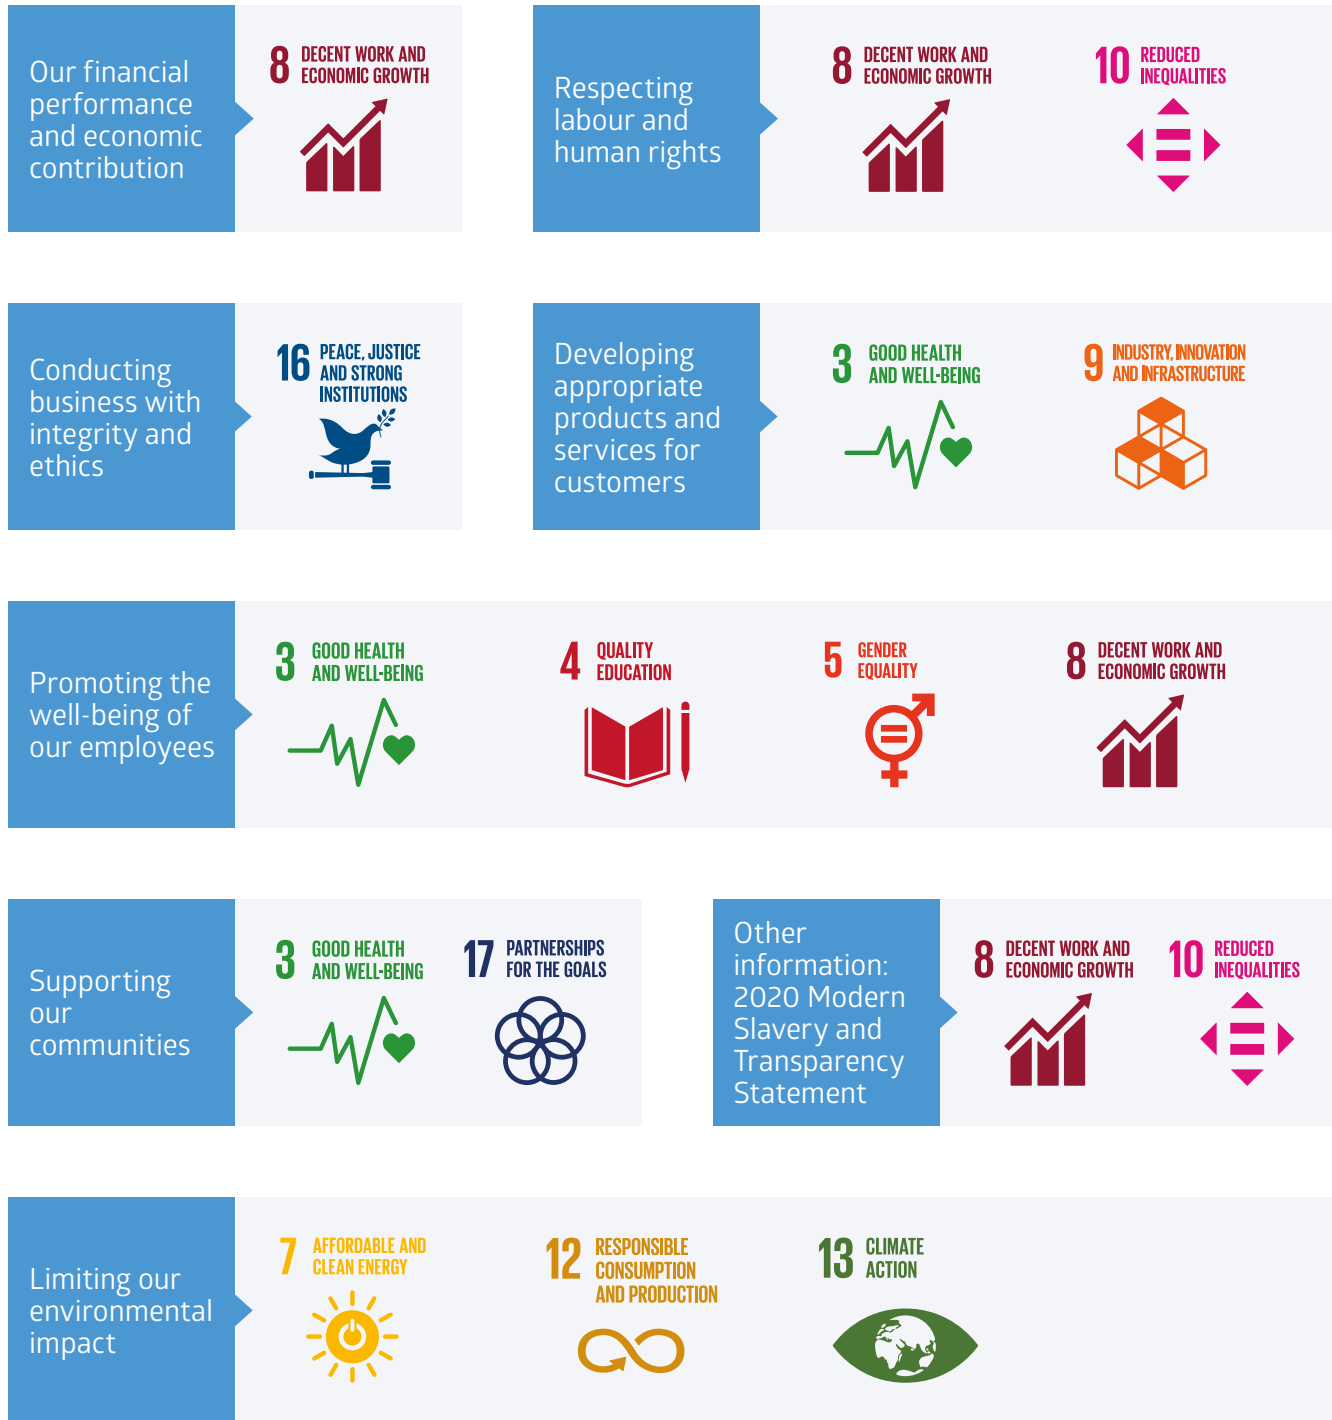 Our financial
performance
and economic
contribution
8 DECENT WORK AND
ECONOMIC GROWTH
Respecting
labour and
human rights
8 DECENT WORK AND
ECONOMIC GROWTH
10 REDUCED
INEQUALITIES
Conducting
business with
integrity and
ethics
16 PEACE, JUSTICE
AND STRONG
INSTITUTIONS
Developing
appropriate
products and
services for
customers
3 GOOD HEALTH
AND WELL-BEING
9 INDUSTRY, INNOVATION
AND INFRASTRUCTURE
Promoting the
well-being of
our employees
3 GOOD HEALTH
AND WELL-BEING
4 QUALITY
EDUCATION
5 GENDER
EQUALITY
8 DECENT WORK AND
ECONOMIC GROWTH
Supporting
our
communities
3 GOOD HEALTH
AND WELL-BEING
17 PARTNERSHIPS
FOR THE GOALS
Other
information:
2020 Modern
Slavery and
Transparency
Statement
8 DECENT WORK AND
ECONOMIC GROWTH
10 REDUCED
INEQUALITIES
Limiting our
environmental
impact
7 AFFORDABLE AND
CLEAN ENERGY
12 RESPONSIBLE
CONSUMPTION
AND PRODUCTION
13 CLIMATE
ACTION